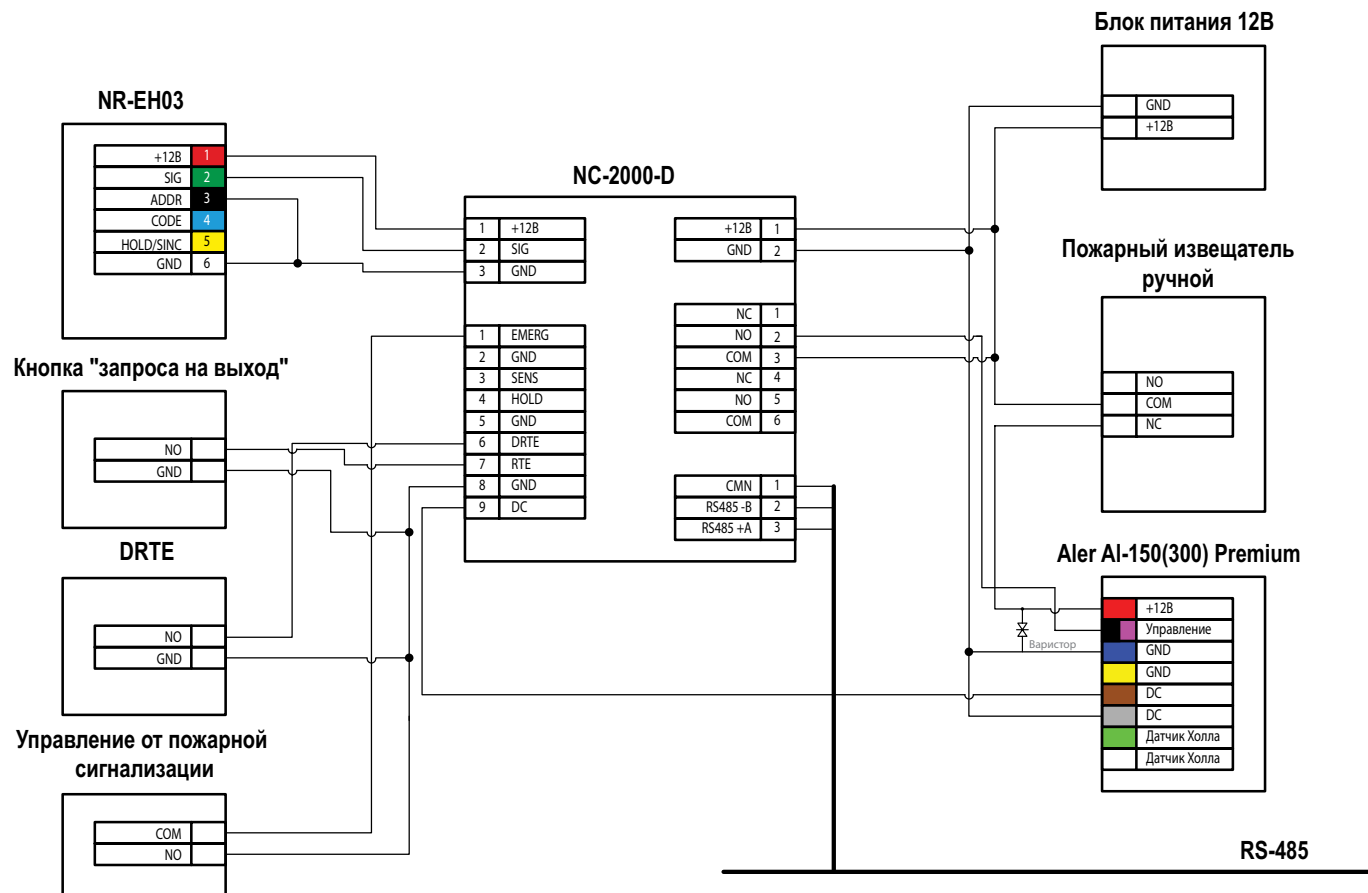 Блок питания 12В
GND
+12В
NR-EH03
+12В 1
SIG 2
ADDR 3
CODE 4
HOLD/SINC 5
GND 6
NC-2000-D
1 +12В
2 SIG
3 GND
+12В 1
GND 2
1 EMERG
2 GND
3 SENS
4 HOLD
5 GND
6 DRTE
7 RTE
8 GND
9 DC
NC 1
NO 2
COM 3
NC 4
NO 5
COM 6
CMN 1
RS485 -B 2
RS485 +A 3
Пожарный извещатель
ручной
NO
COM
NC
Кнопка "запроса на выход"
NO
GND
DRTE
NO
GND
Aler Al-150(300) Premium
+12В
Управление
GND
GND
DC
DC
Датчик Холла
Датчик Холла
Варистор
Управление от пожарной
сигнализации
COM
NO
RS-485